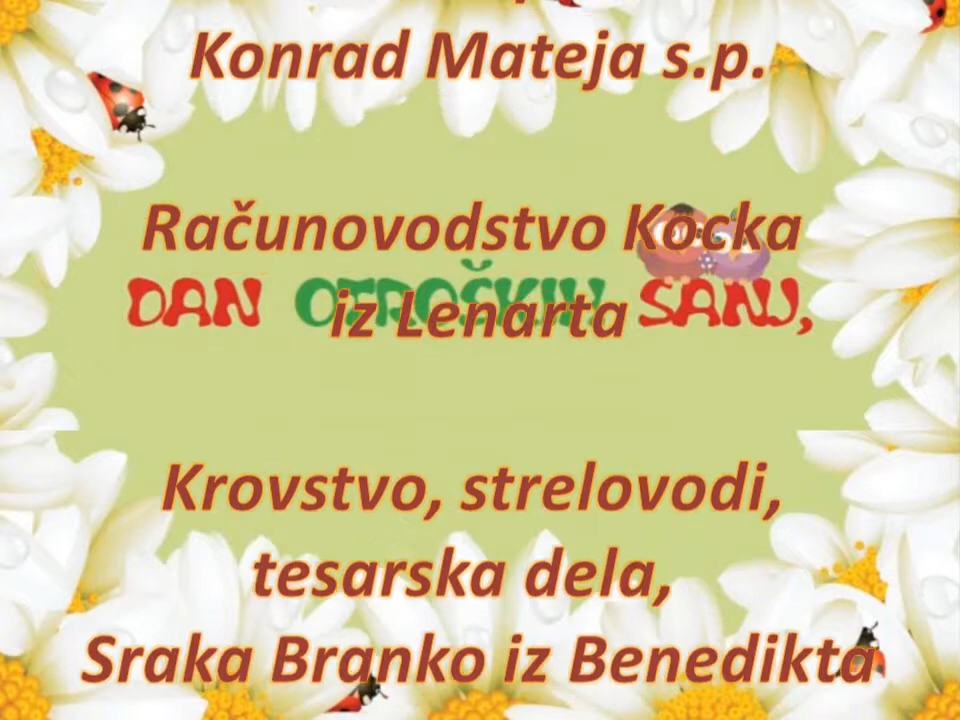 Konrad Mateja s.p.
Računovodstvo Kocka
DAN OTROŠKIH SANJ,
iz Lenarta
Krovstvo, strelovodi,
tesarska dela,
Sraka Branko iz Benedikta